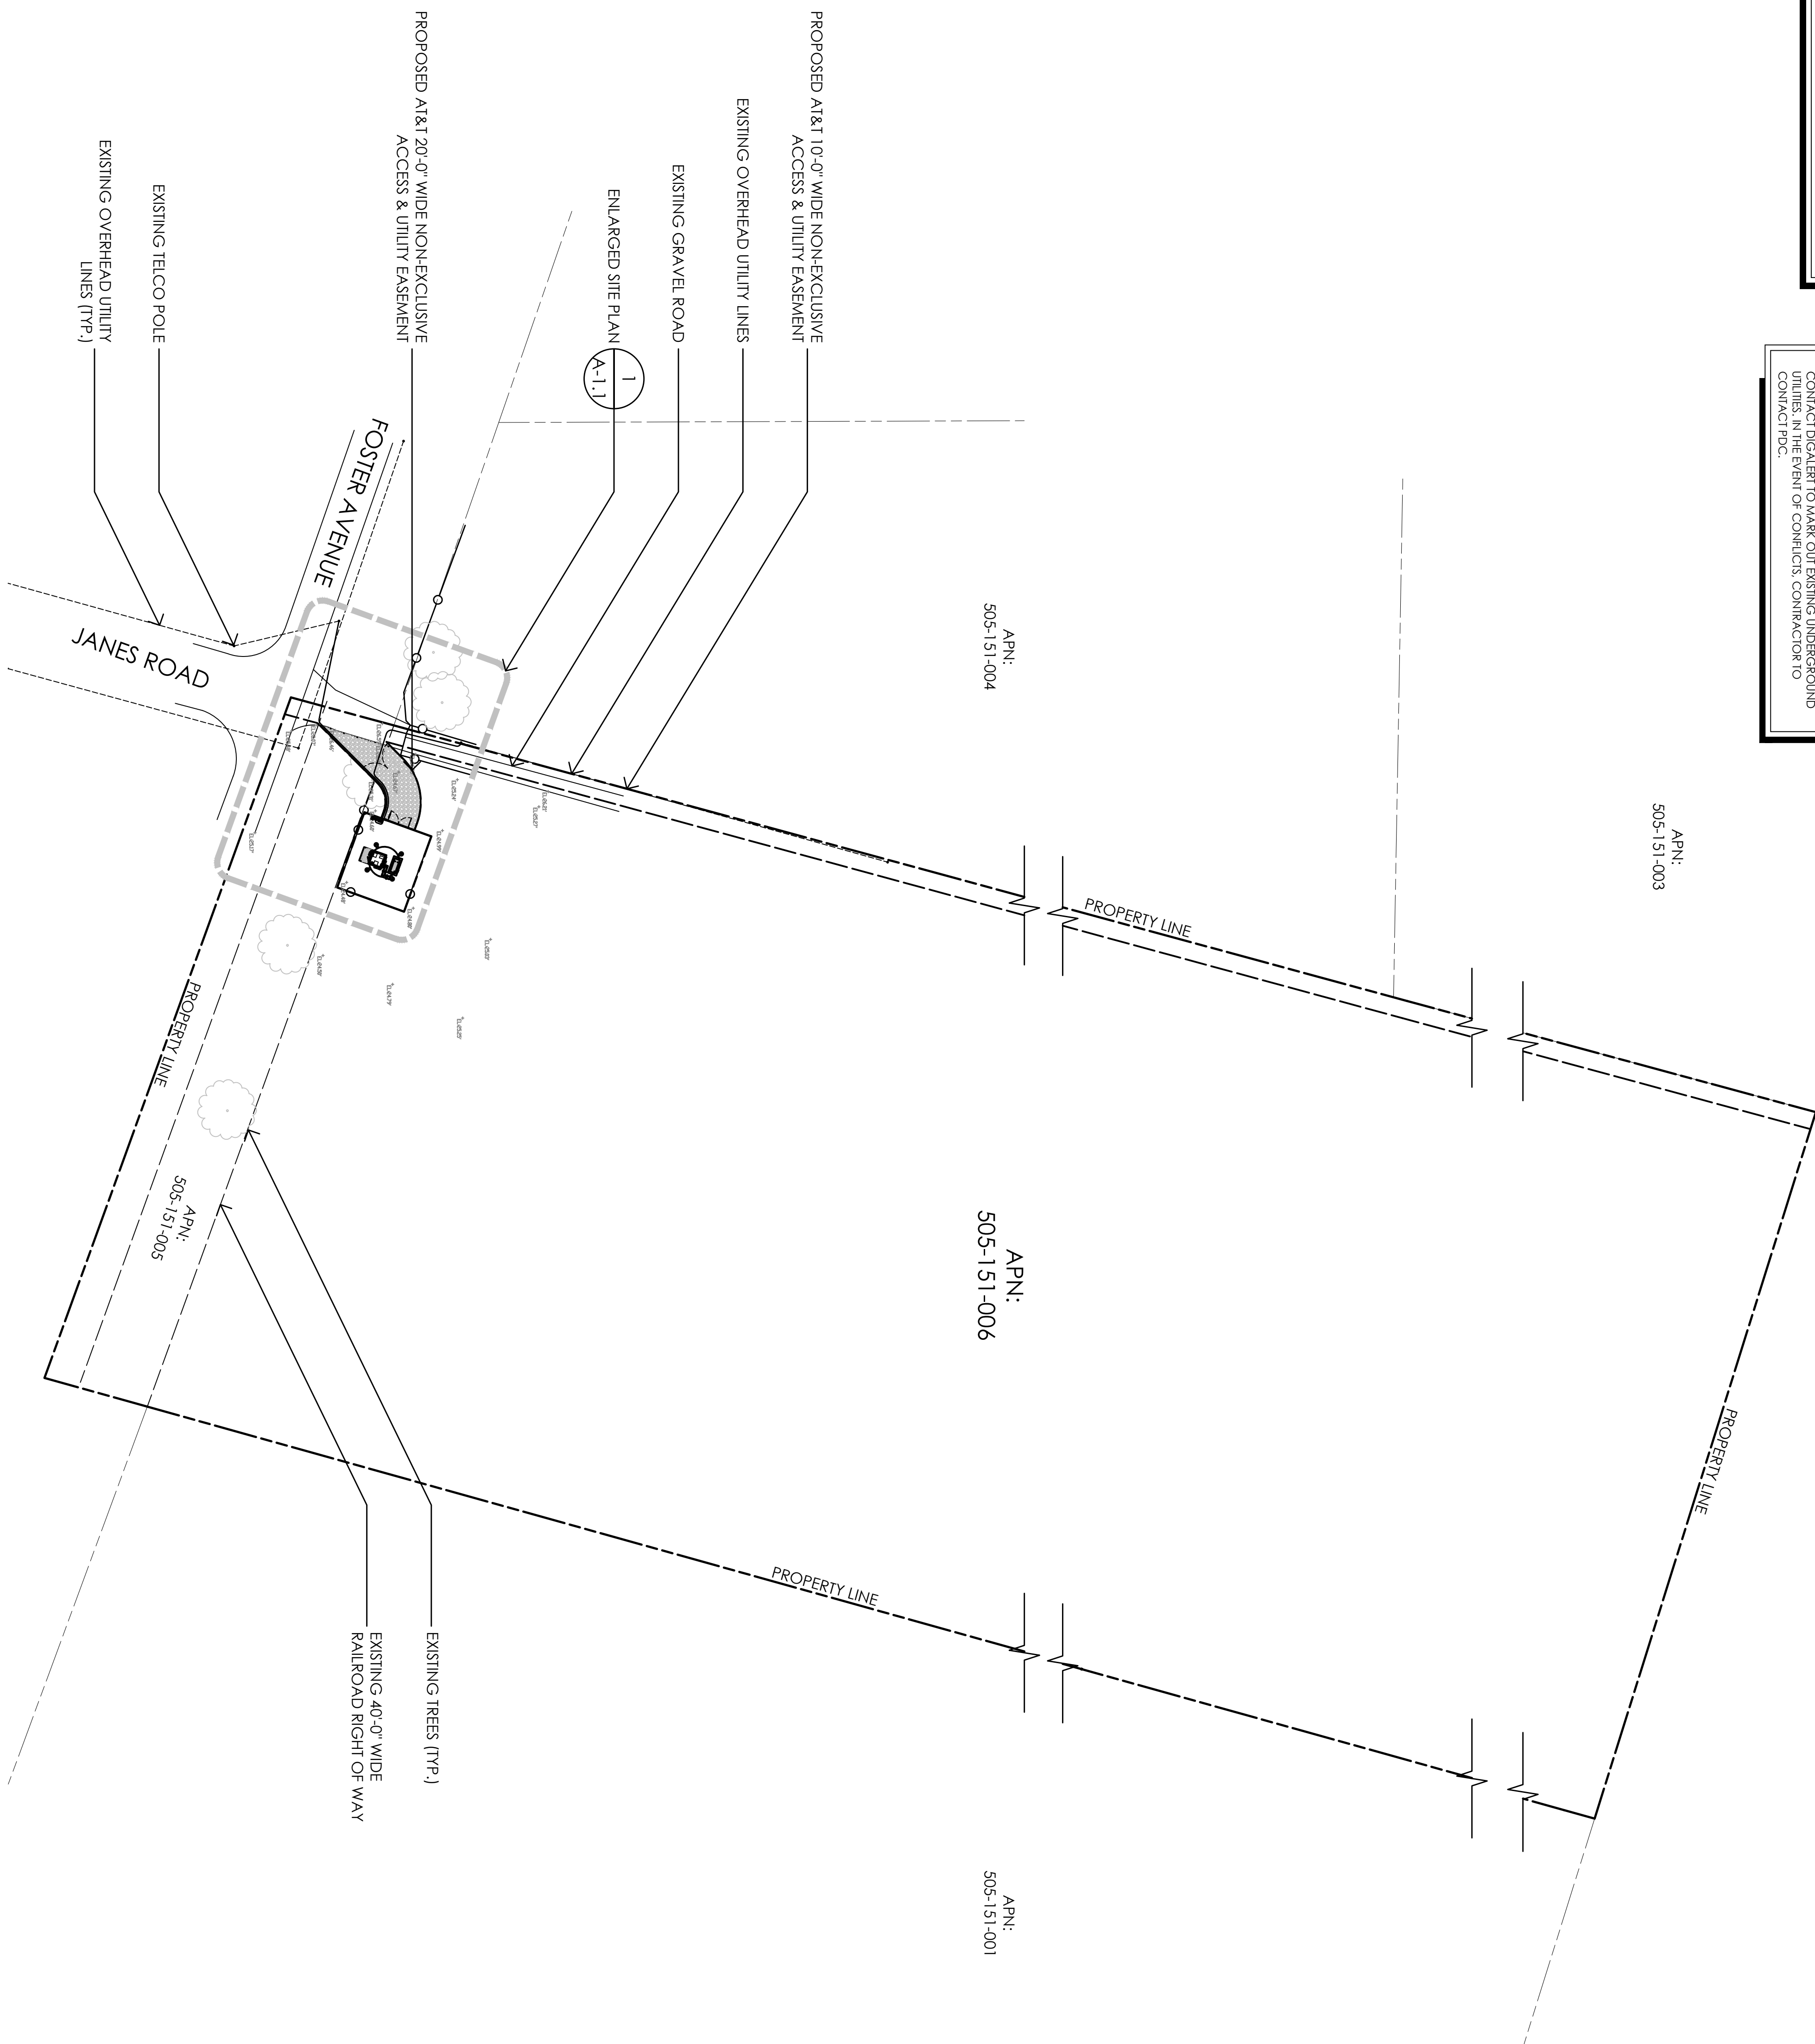 CONTACT DIGALERT TO MARK OUT EXISTING UNDERGROUND
UTILITIES. IN THE EVENT OF CONFLICTS, CONTRACTOR TO
CONTACT PDC.
APN:
505-151-003
PROPERTY LINE
APN:
505-151-004
APN:
505-151-006
APN:
505-151-001
PROPERTY LINE
PROPERTY LINE
PROPOSED AT&T 10'-0" WIDE NON-EXCLUSIVE
ACCESS & UTILITY EASEMENT
EXISTING OVERHEAD UTILITY LINES
EXISTING GRAVEL ROAD
ENLARGED SITE PLAN
1
A-1.1
PROPOSED AT&T 20'-0" WIDE NON-EXCLUSIVE
ACCESS & UTILITY EASEMENT
EXISTING TELCO POLE
EXISTING OVERHEAD UTILITY
LINES (TYP.)
FOSTER AVENUE
JANES ROAD
PROPERTY LINE
APN:
505-151-005
EXISTING TREES (TYP.)
EXISTING 40'-0" WIDE
RAILROAD RIGHT OF WAY